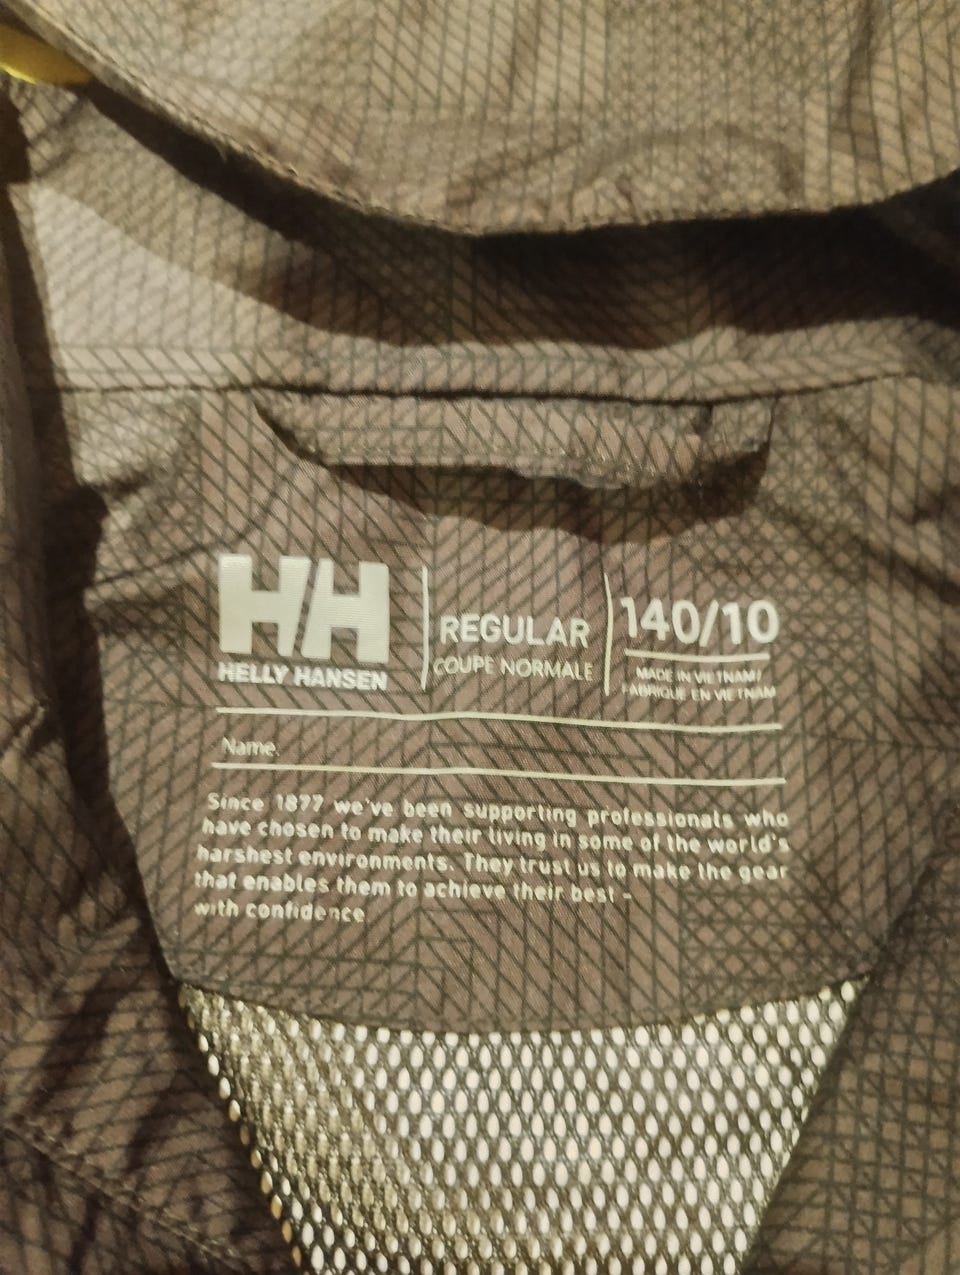 HH
HELLY HANSEN
REGULAR
COUPE NORMALE
140/10
MADE IN VIETNAM/
FABRIQUÉ EN VIETNAM
Name:
Since 1877 we've been supporting professionals who
have chosen to make their living in some of the world's
harshest environments. They trust us to make the gear
that enables them to achieve their best -
with confidence